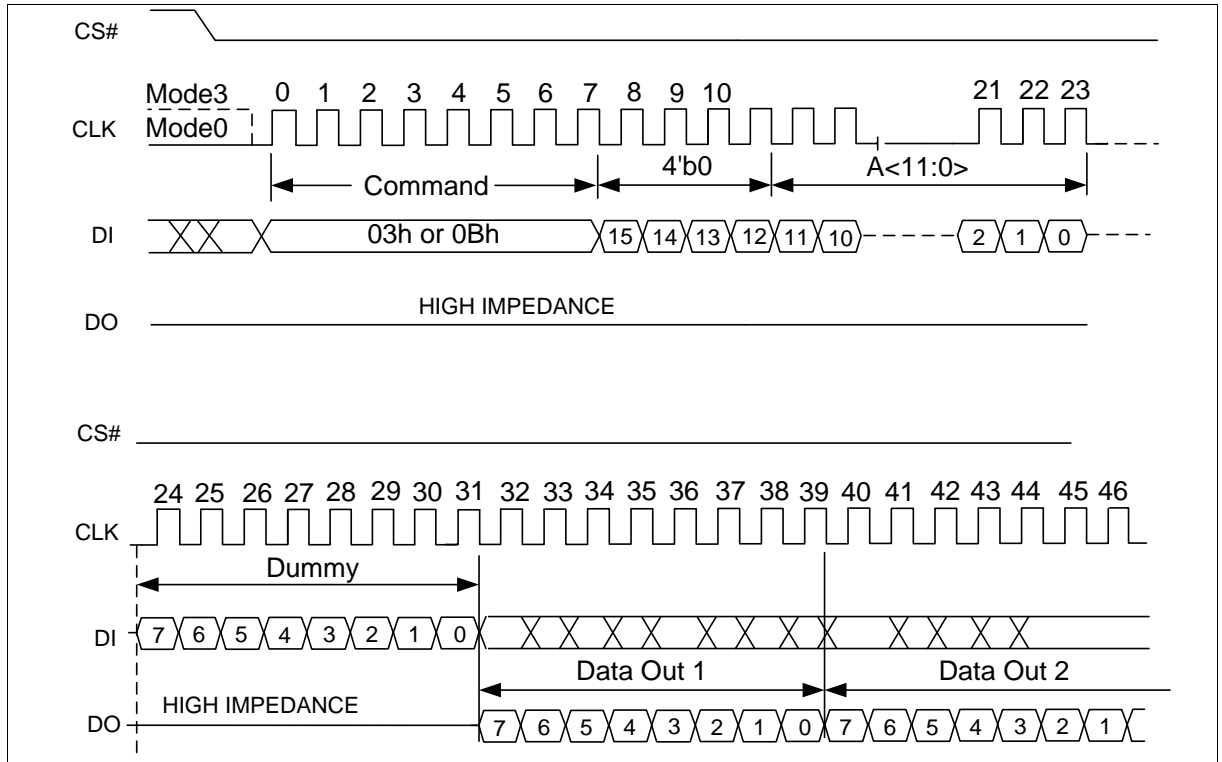 CS#
Mode3 0 1 2 3 4 5 6 7 8 9 10 21 22 23
CLK Mode0
Command 4'b0 A<11:0>
DI 03h or 0Bh 15 14 13 12 11 10 2 1 0
HIGH IMPEDANCE
DO
CS#
24 25 26 27 28 29 30 31 32 33 34 35 36 37 38 39 40 41 42 43 44 45 46
CLK
Dummy
DI 7 6 5 4 3 2 1 0
Data Out 1 Data Out 2
HIGH IMPEDANCE
DO 7 6 5 4 3 2 1 0 7 6 5 4 3 2 1